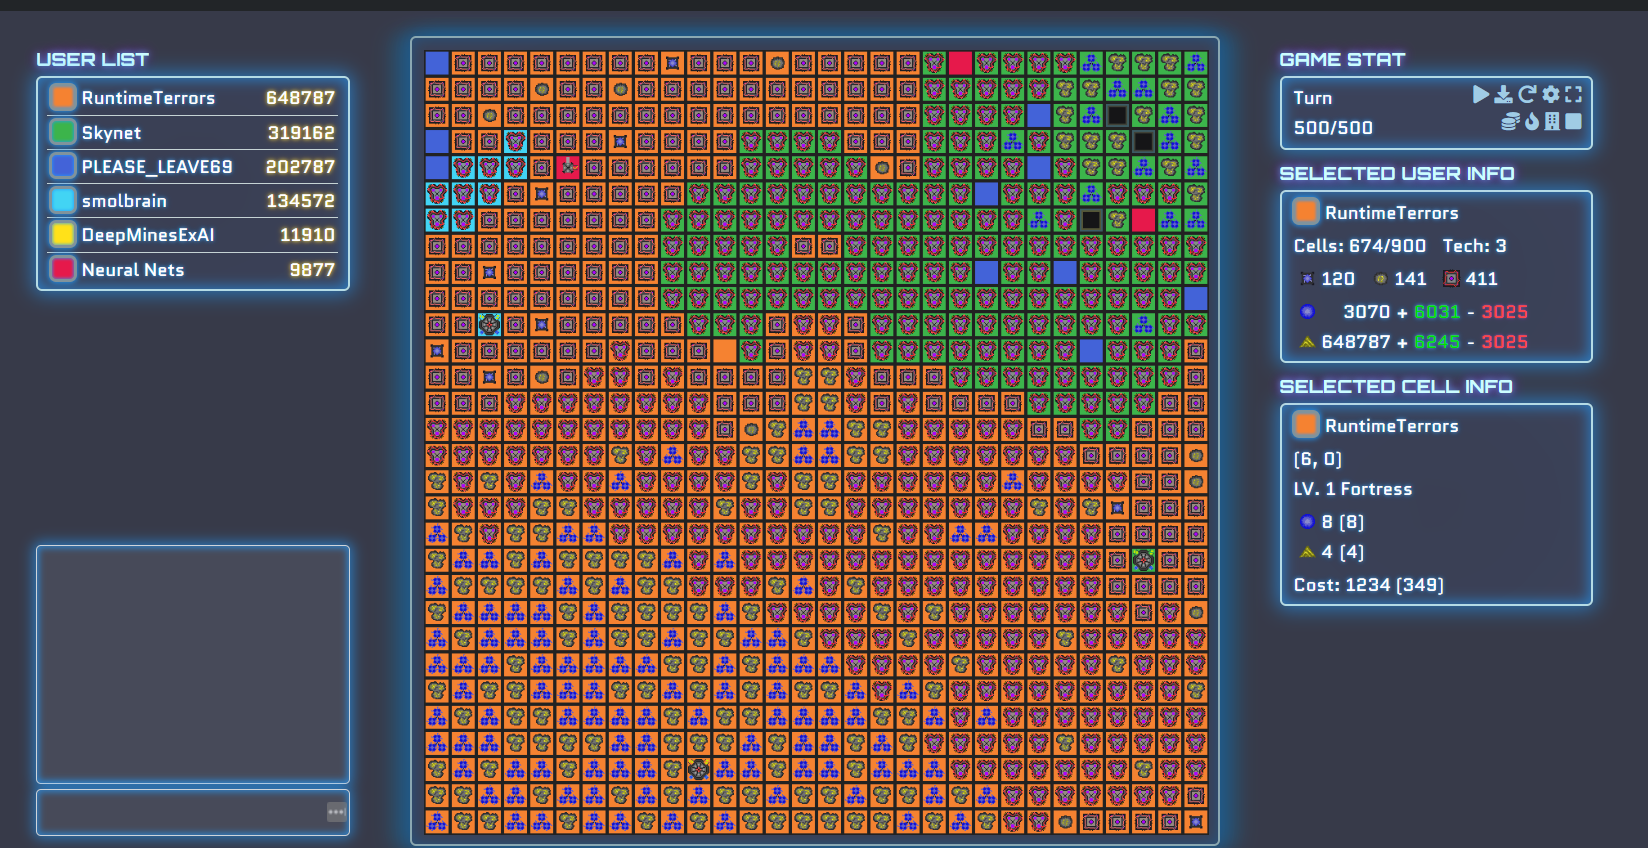 USER LIST
RuntimeTerrors 648787
Skynet 319162
PLEASE_LEAVE69 202787
smolbrain 134572
DeepMinesExAI 11910
Neural Nets 9877
GAME STAT
Turn
500/500
SELECTED USER INFO
RuntimeTerrors
Cells: 674/900 Tech: 3
120 141 411
3070 + 6031 - 3025
648787 + 6245 - 3025
SELECTED CELL INFO
RuntimeTerrors
(6, 0)
LV. 1 Fortress
8 (8)
4 (4)
Cost: 1234 (349)